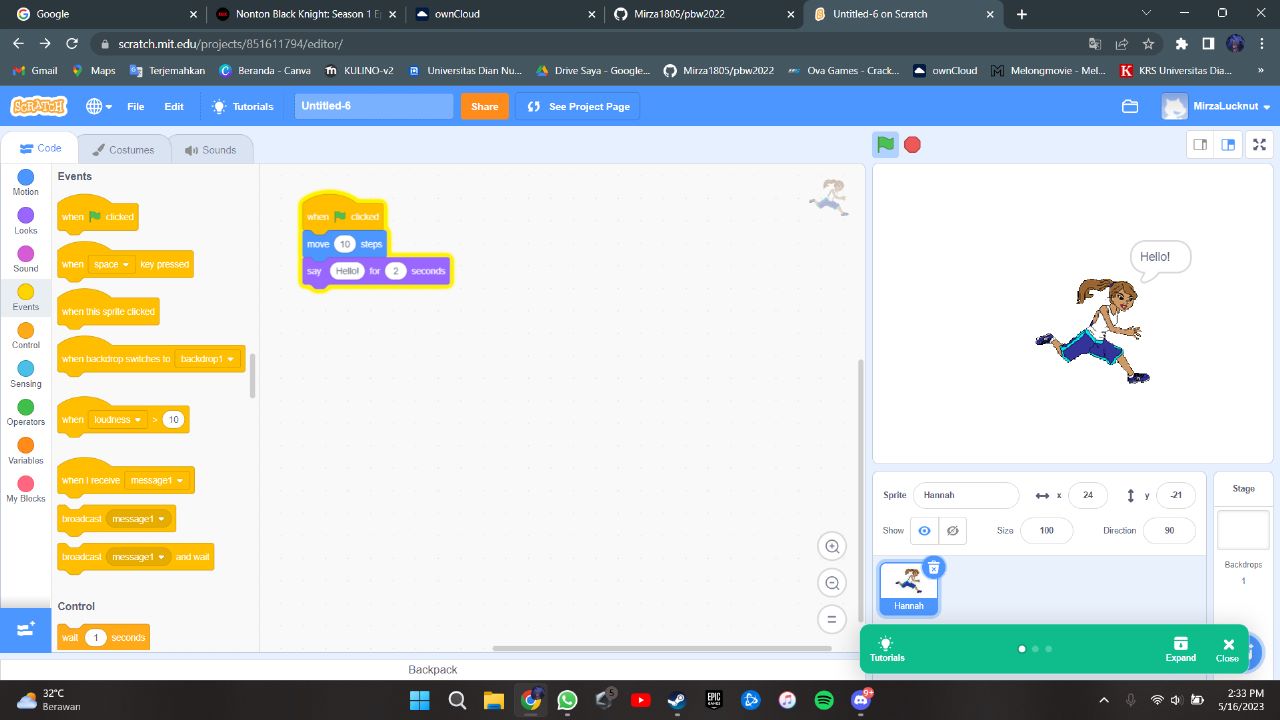 Google
Nonton Black Knight: Season 1 Ep
ownCloud
Mirza1805/pbw2022
Untitled-6 on Scratch
scratch.mit.edu/projects/851611794/editor/
Gmail
Maps
Terjemahkan
Beranda - Canva
KULINO-v2
Universitas Dian Nu...
Drive Saya - Google...
Mirza1805/pbw2022
Ova Games - Crack...
ownCloud
Melongmovie - Mel...
KRS Universitas Dia...
»
SCRATCH
File
Edit
Tutorials
Untitled-6
Share
See Project Page
MirzaLucknut
Code
Costumes
Sounds
Motion
Looks
Sound
Events
Control
Sensing
Operators
Variables
My Blocks
Events
when clicked
when space key pressed
when this sprite clicked
when backdrop switches to backdrop1
when loudness > 10
when I receive message1
broadcast message1
broadcast message1 and wait
Control
wait 1 seconds
when clicked
move 10 steps
say Hello! for 2 seconds
Hello!
Sprite Hannah x 24 y -21
Show Size 100 Direction 90
Hannah
Stage
Backdrops
1
Tutorials
Expand
Close
Backpack
32°C
Berawan
5
EPIC
GAMES
9+
2:33 PM
5/16/2023